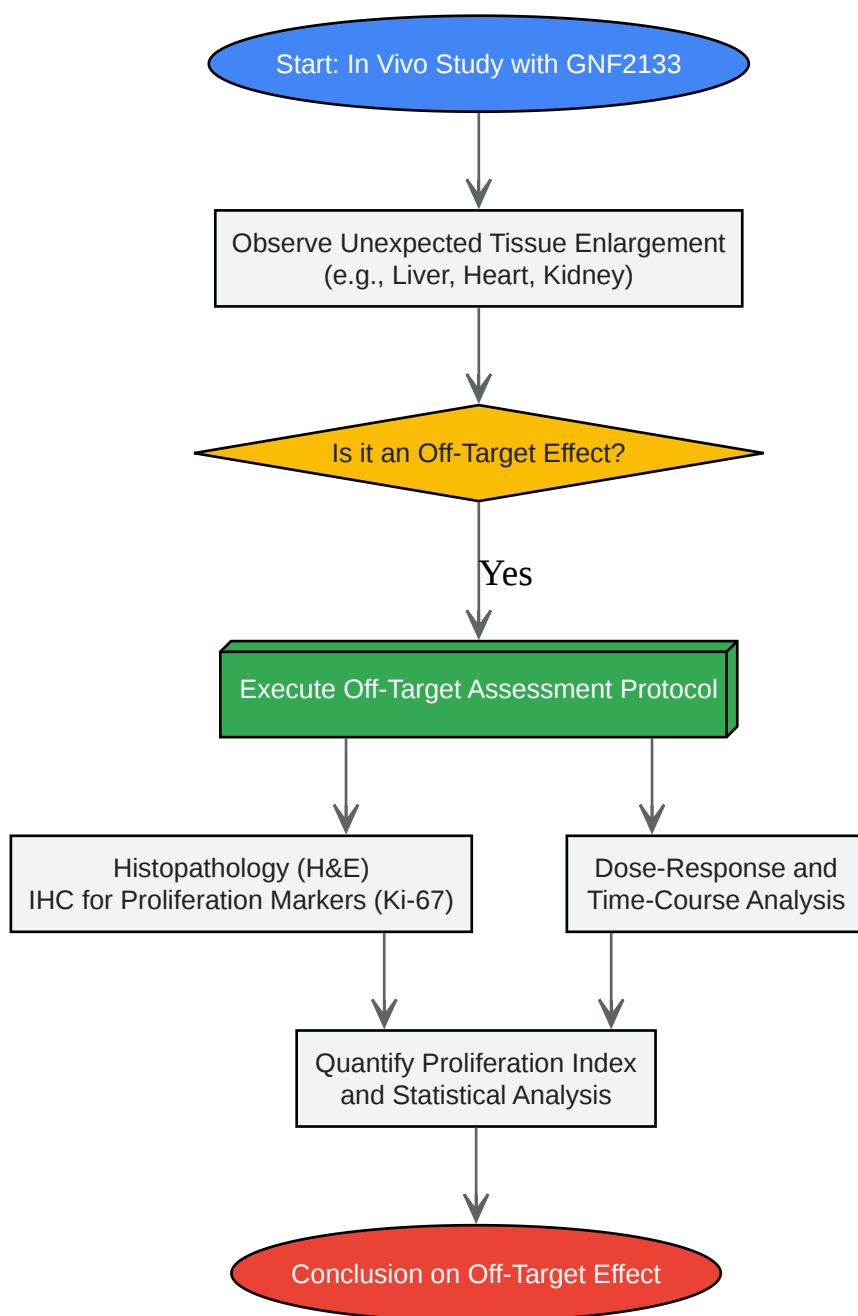 Start: In Vivo Study with GNF2133
Observe Unexpected Tissue Enlargement
(e.g., Liver, Heart, Kidney)
Is it an Off-Target Effect?
Yes
Execute Off-Target Assessment Protocol
Histopathology (H&E)
IHC for Proliferation Markers (Ki-67)
Dose-Response and
Time-Course Analysis
Quantify Proliferation Index
and Statistical Analysis
Conclusion on Off-Target Effect